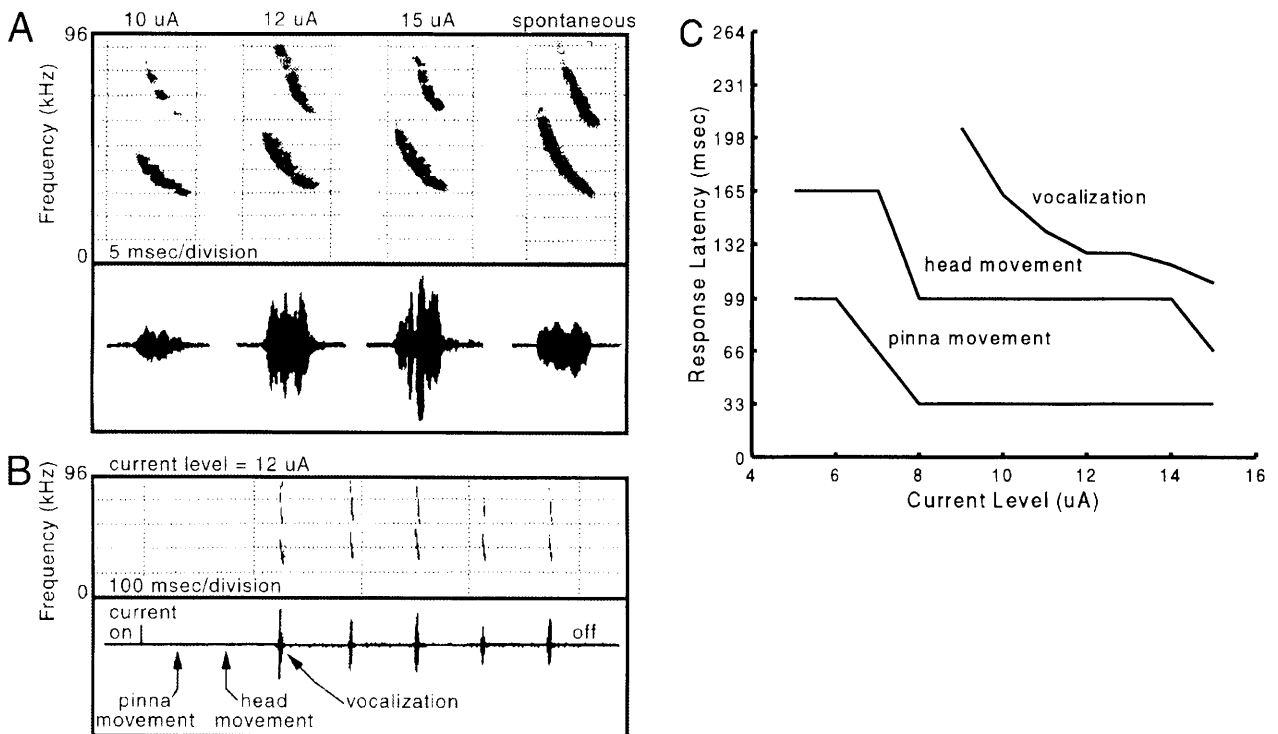 A
10 uA 12 uA 15 uA spontaneous
96
Frequency (kHz)
0
5 msec/division
B
current level = 12 uA
96
Frequency (kHz)
0
100 msec/division
current
on
off
pinna
movement
head
movement
vocalization
C
264
231
198
165
132
99
66
33
0
Response Latency (msec)
vocalization
head movement
pinna movement
4 6 8 10 12 14 16
Current Level (uA)